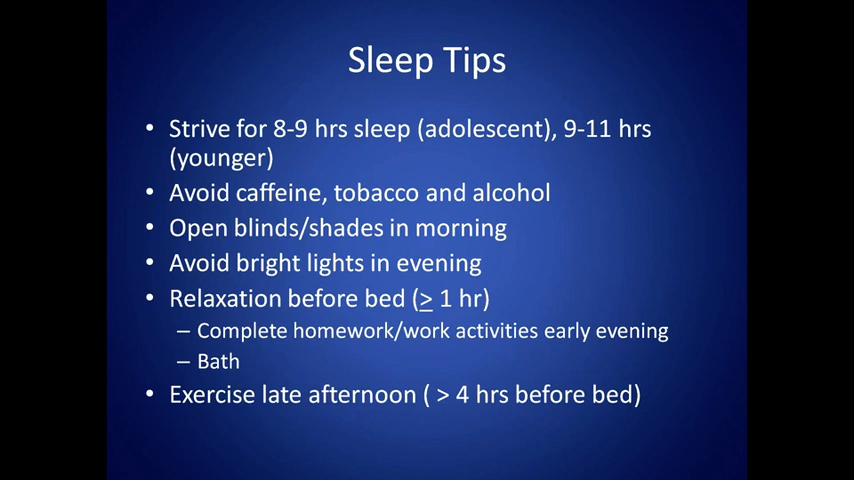 Sleep Tips
• Strive for 8-9 hrs sleep (adolescent), 9-11 hrs
(younger)
• Avoid caffeine, tobacco and alcohol
• Open blinds/shades in morning
• Avoid bright lights in evening
• Relaxation before bed (≥ 1 hr)
– Complete homework/work activities early evening
– Bath
• Exercise late afternoon ( > 4 hrs before bed)